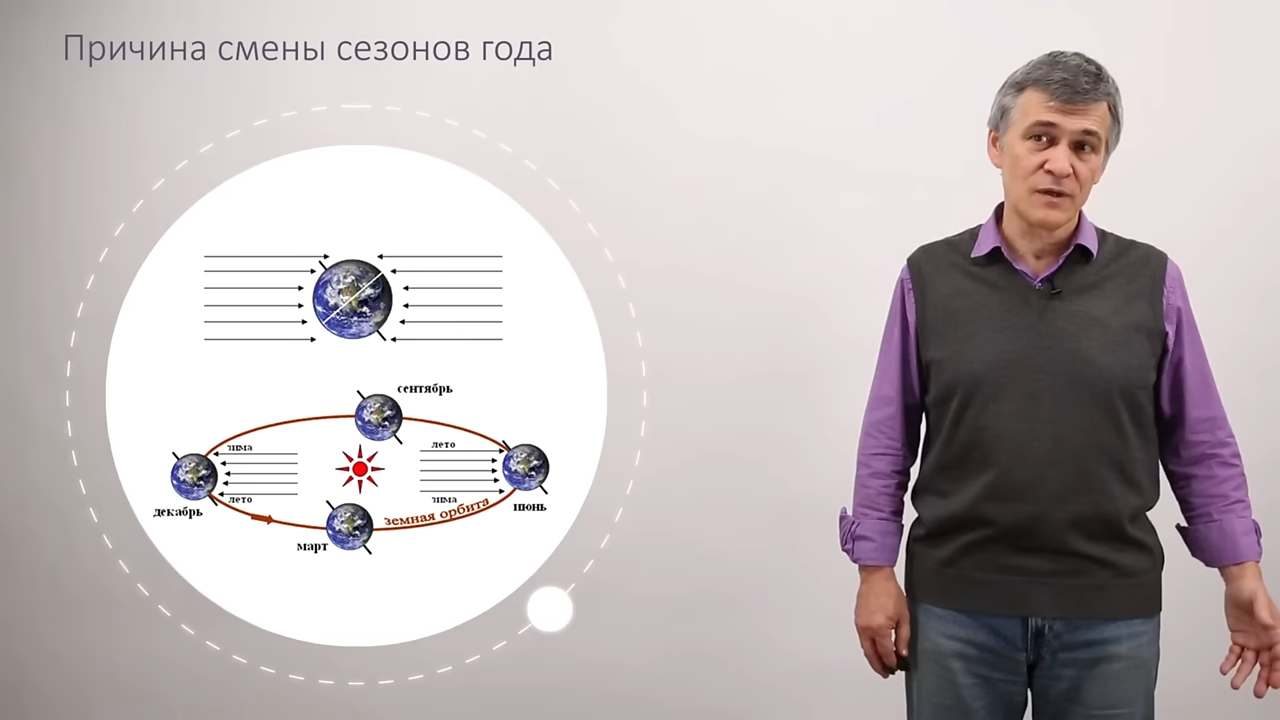 Причина смены сезонов года
сентябрь
зима
лето
лето
зима
декабрь
июнь
земная орбита
март